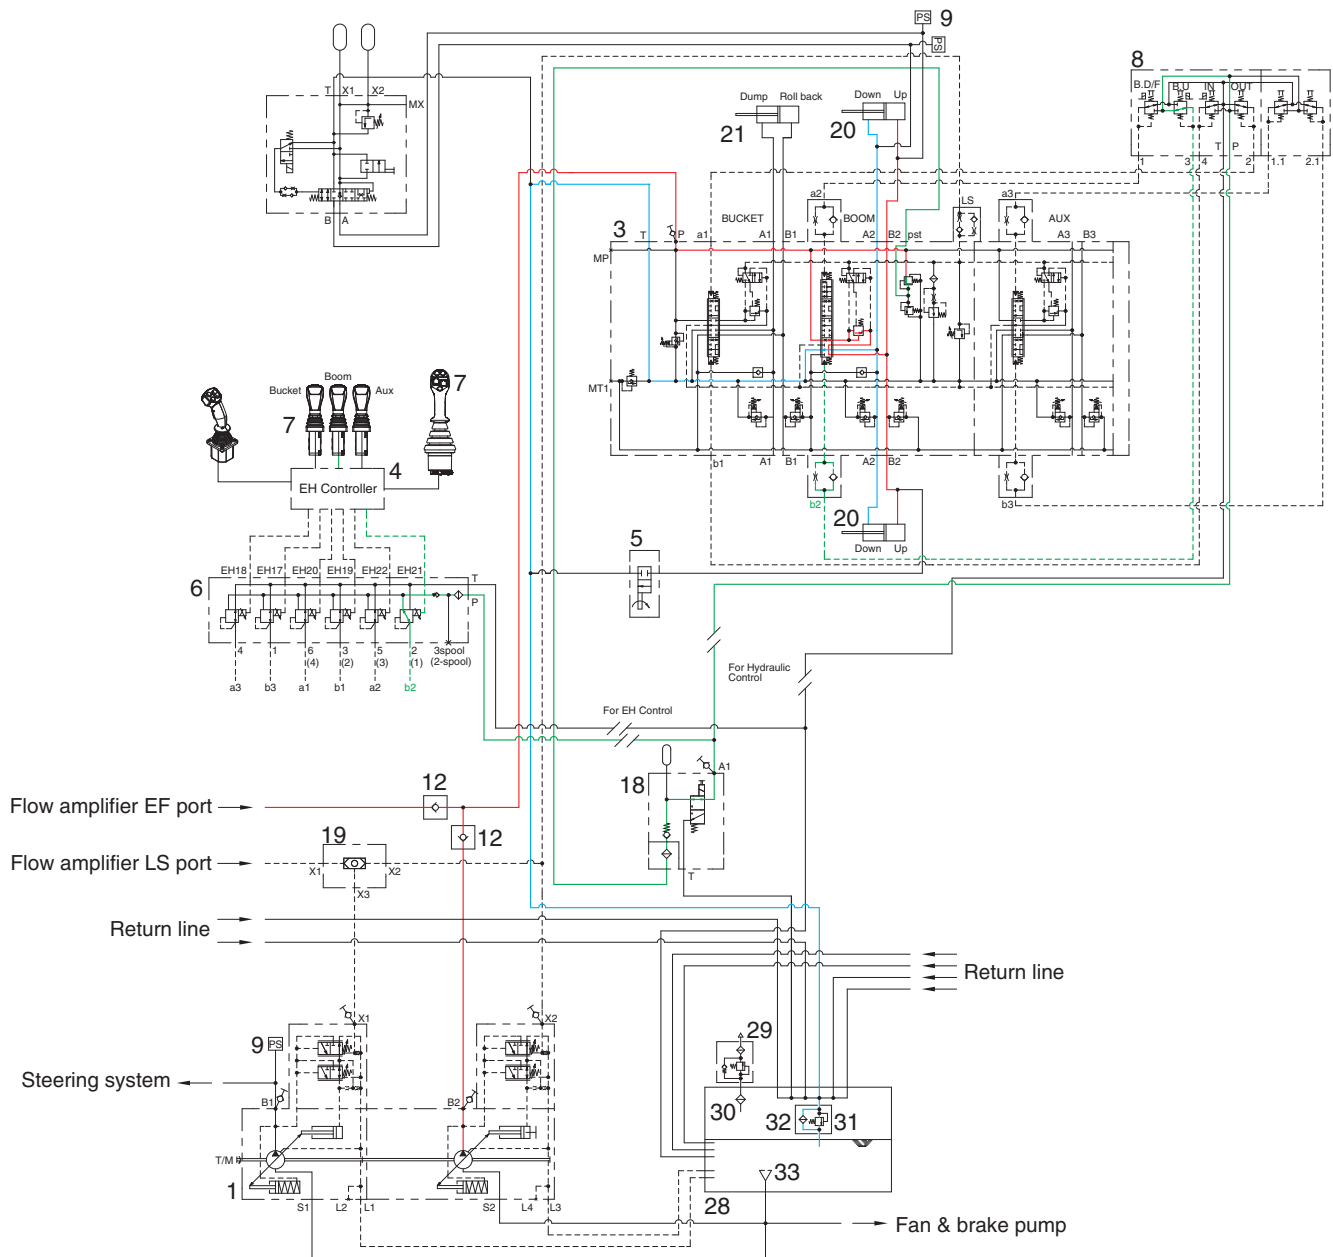 PS 9
PS
8
T X1 X2
MX
B.D/F B.U IN OUT
Dump Roll back
Down Up
21
20
T P
1 3 4 2 1.1 2.1
B A
a2 a3
LS
3
T P a1 BUCKET A1 B1 BOOM A2 B2 pst AUX A3 B3
MP
MT1
b1 A1 B1 A2 B2
b2 b3
Boom
Bucket Aux
7
7
4
EH Controller
20
Down Up
5
EH18 EH17 EH20 EH19 EH22 EH21
T
6
P
4 1 6 3 5 2 3spool
(4) (2) (3) (1) (2-spool)
a3 b3 a1 b1 a2 b2
For Hydraulic
Control
For EH Control
A1
18
12
Flow amplifier EF port
12
19
Flow amplifier LS port
X1 X2
T
X3
Return line
Return line
X1 X2
29
9 PS
Steering system
B1 B2
30
32 31
T/M
33
1
S1 L2 L1 S2 L4 L3
28
Fan & brake pump